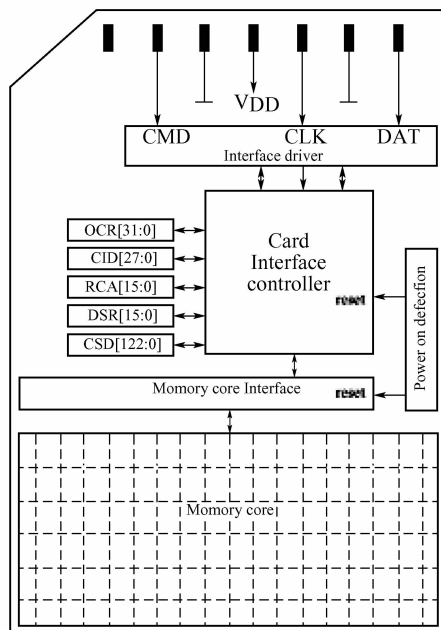 VDD
CMD CLK DAT
Interface driver
OCR[31:0]
CID[27:0]
RCA[15:0]
DSR[15:0]
CSD[122:0]
Card
Interface
controller
reset
Power on defection
Momory core Interface
reset
Momory core